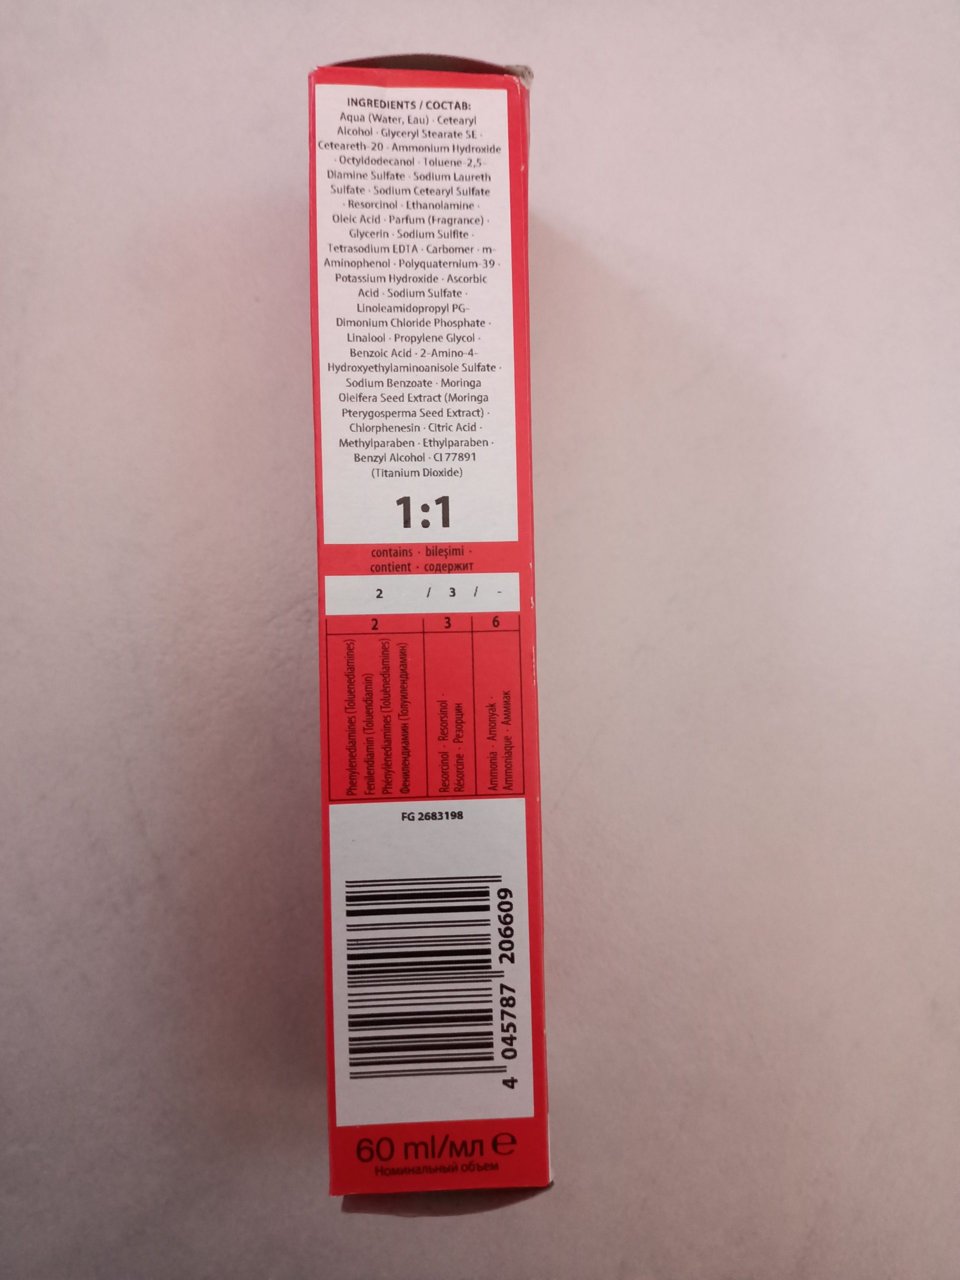 INGREDIENTS / СОСТАВ:
Aqua (Water, Eau) · Cetearyl
Alcohol · Glyceryl Stearate SE ·
Ceteareth-20 · Ammonium Hydroxide
· Octyldodecanol · Toluene-2,5-
Diamine Sulfate · Sodium Laureth
Sulfate · Sodium Cetearyl Sulfate
· Resorcinol · Ethanolamine ·
Oleic Acid · Parfum (Fragrance) ·
Glycerin · Sodium Sulfite ·
Tetrasodium EDTA · Carbomer · m-
Aminophenol · Polyquaternium-39 ·
Potassium Hydroxide · Ascorbic
Acid · Sodium Sulfate ·
Linoleamidopropyl PG-
Dimonium Chloride Phosphate ·
Linalool · Propylene Glycol ·
Benzoic Acid · 2-Amino-4-
Hydroxyethylaminoanisole Sulfate ·
Sodium Benzoate · Moringa
Oleifera Seed Extract (Moringa
Pterygosperma Seed Extract) ·
Chlorphenesin · Citric Acid ·
Methylparaben · Ethylparaben ·
Benzyl Alcohol · CI 77891
(Titanium Dioxide)
1:1
contains · bileşimi ·
contient · содержит
2 / 3 / -
2 3 6
Phenylenediamines (Toluenediamines)
Fenilendiamin (Toluendiamin)
Phénylènediamines (Toluènediamines)
Фенилендиамин (Толуилендиамин)
Resorcinol · Resorsinol ·
Résorcine · Резорцин
Ammonia · Amonyak ·
Ammoniaque · Аммиак
FG 2683198
4 045787 206609
60 ml/мл ℮
Номинальный объем